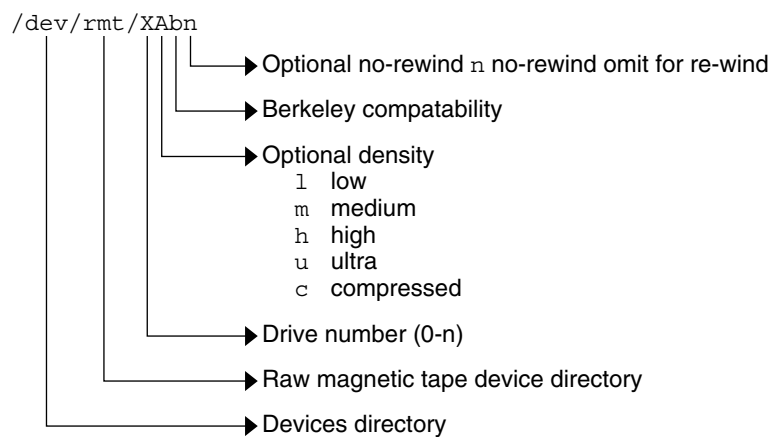 /dev/rmt/XAbn
Optional no-rewind n no-rewind omit for re-wind
Berkeley compatability
Optional density
l low
m medium
h high
u ultra
c compressed
Drive number (0-n)
Raw magnetic tape device directory
Devices directory